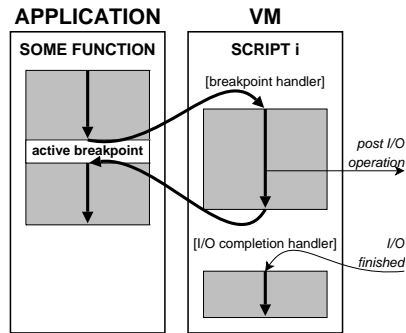 APPLICATION
VM
SOME FUNCTION
SCRIPT i
[breakpoint handler]
active breakpoint
post I/O
operation
[I/O completion handler]
I/O
finished